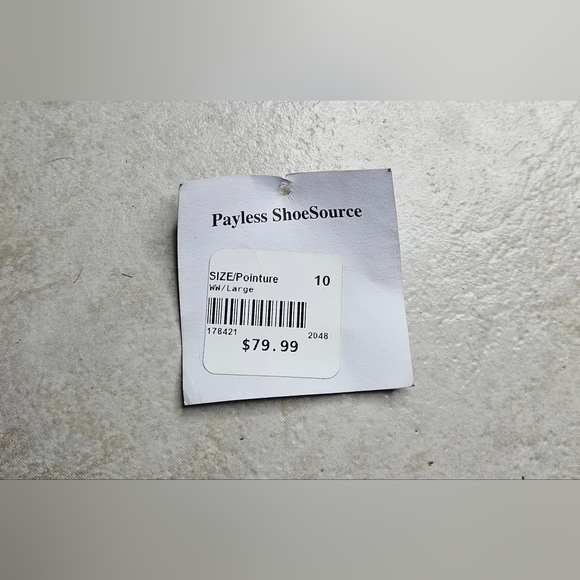 Payless ShoeSource
SIZE/Pointure 10
WW/Large
178421 2048
$79.99